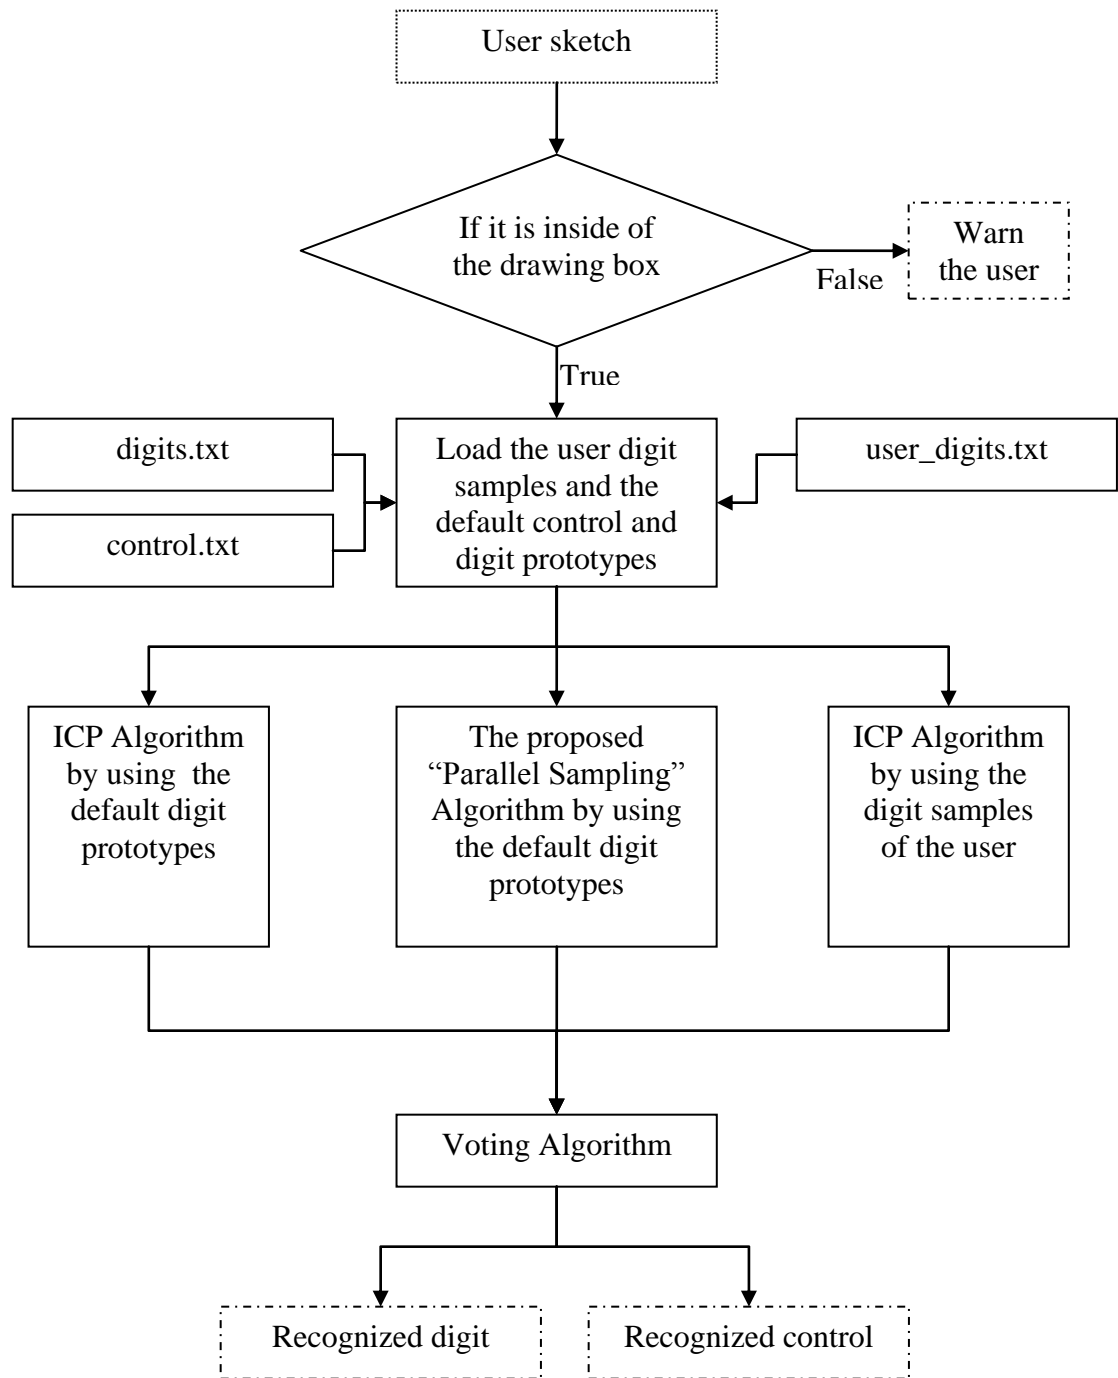 User sketch
If it is inside of
the drawing box
Warn
the user
False
True
digits.txt
control.txt
Load the user digit
samples and the
default control and
digit prototypes
user_digits.txt
ICP Algorithm
by using the
default digit
prototypes
The proposed
“Parallel Sampling”
Algorithm by using
the default digit
prototypes
ICP Algorithm
by using the
digit samples
of the user
Voting Algorithm
Recognized digit
Recognized control